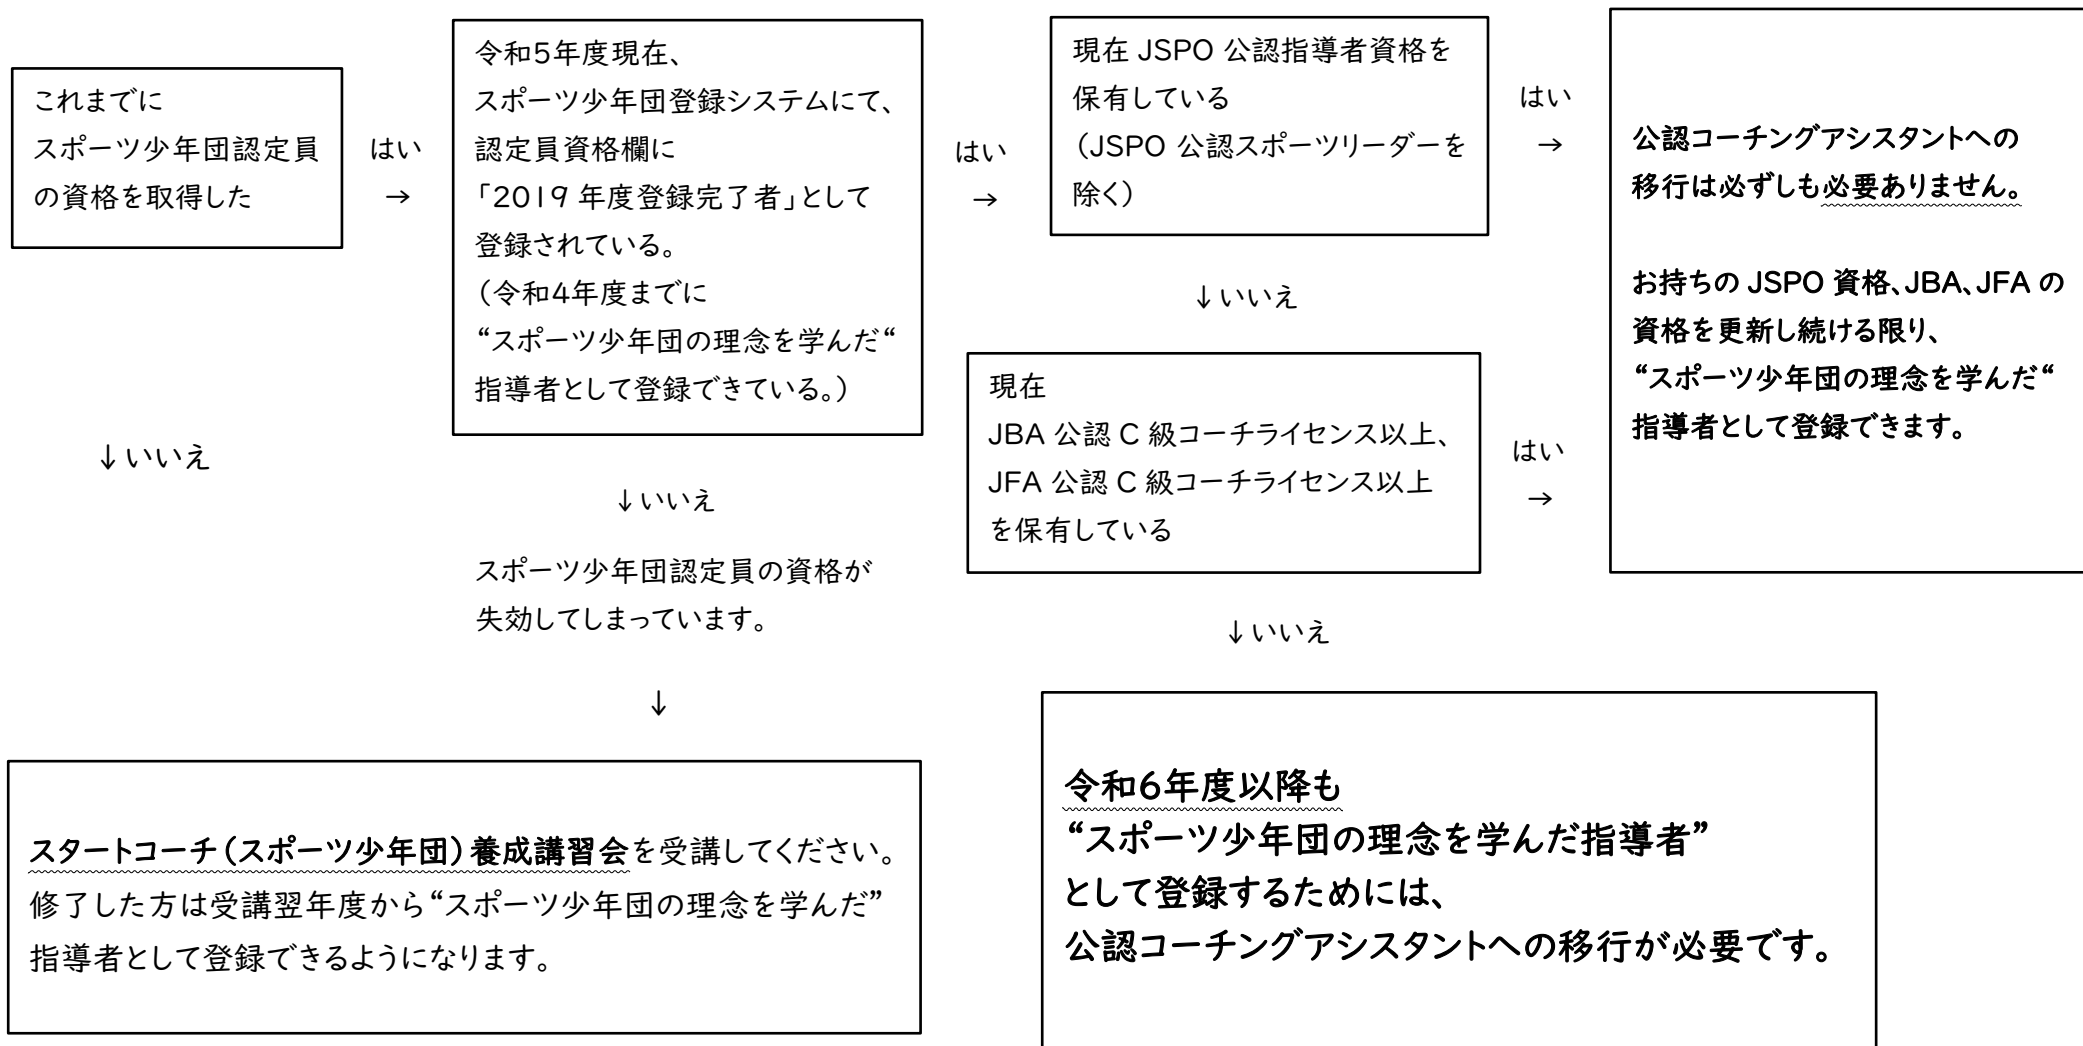 これまでに
スポーツ少年団認定員
の資格を取得した
はい
→
↓いいえ
令和5年度現在、
スポーツ少年団登録システムにて、
認定員資格欄に
「2019年度登録完了者」として
登録されている。
（令和4年度までに
“スポーツ少年団の理念を学んだ“
指導者として登録できている。）
はい
→
↓いいえ
スポーツ少年団認定員の資格が
失効してしまっています。
↓
現在 JSPO 公認指導者資格を
保有している
（JSPO 公認スポーツリーダーを
除く）
はい
→
↓いいえ
現在
JBA 公認 C 級コーチライセンス以上、
JFA 公認 C 級コーチライセンス以上
を保有している
はい
→
↓いいえ
公認コーチングアシスタントへの
移行は必ずしも必要ありません。
お持ちの JSPO 資格、JBA、JFA の
資格を更新し続ける限り、
“スポーツ少年団の理念を学んだ“
指導者として登録できます。
スタートコーチ（スポーツ少年団）養成講習会を受講してください。
修了した方は受講翌年度から“スポーツ少年団の理念を学んだ”
指導者として登録できるようになります。
令和6年度以降も
“スポーツ少年団の理念を学んだ指導者”
として登録するためには、
公認コーチングアシスタントへの移行が必要です。